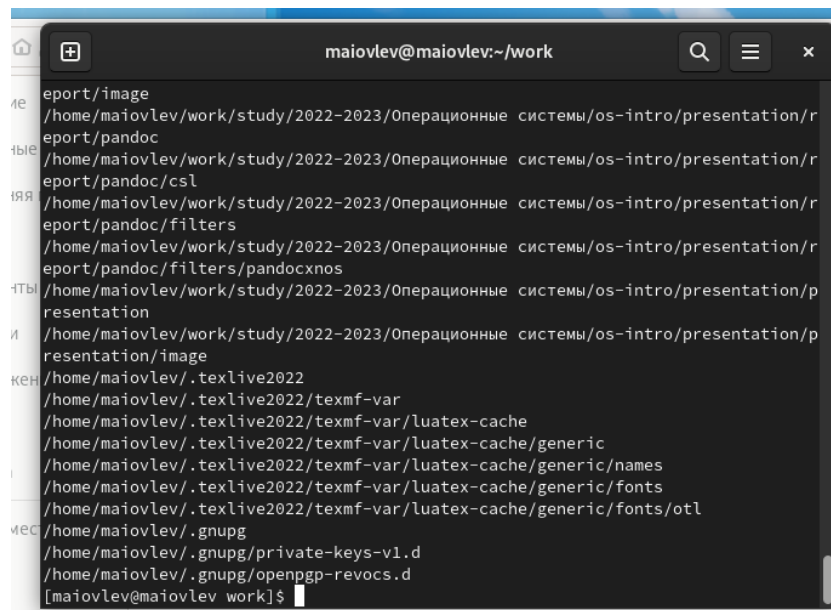 maiovlev@maiovlev:~/work
eport/image
/home/maiovlev/work/study/2022-2023/Операционные системы/os-intro/presentation/r
eport/pandoc
/home/maiovlev/work/study/2022-2023/Операционные системы/os-intro/presentation/r
eport/pandoc/csl
/home/maiovlev/work/study/2022-2023/Операционные системы/os-intro/presentation/r
eport/pandoc/filters
/home/maiovlev/work/study/2022-2023/Операционные системы/os-intro/presentation/r
eport/pandoc/filters/pandocxnos
/home/maiovlev/work/study/2022-2023/Операционные системы/os-intro/presentation/p
resentation
/home/maiovlev/work/study/2022-2023/Операционные системы/os-intro/presentation/p
resentation/image
/home/maiovlev/.texlive2022
/home/maiovlev/.texlive2022/texmf-var
/home/maiovlev/.texlive2022/texmf-var/luatex-cache
/home/maiovlev/.texlive2022/texmf-var/luatex-cache/generic
/home/maiovlev/.texlive2022/texmf-var/luatex-cache/generic/names
/home/maiovlev/.texlive2022/texmf-var/luatex-cache/generic/fonts
/home/maiovlev/.texlive2022/texmf-var/luatex-cache/generic/fonts/otl
/home/maiovlev/.gnupg
/home/maiovlev/.gnupg/private-keys-v1.d
/home/maiovlev/.gnupg/openpgp-revocs.d
[maiovlev@maiovlev work]$